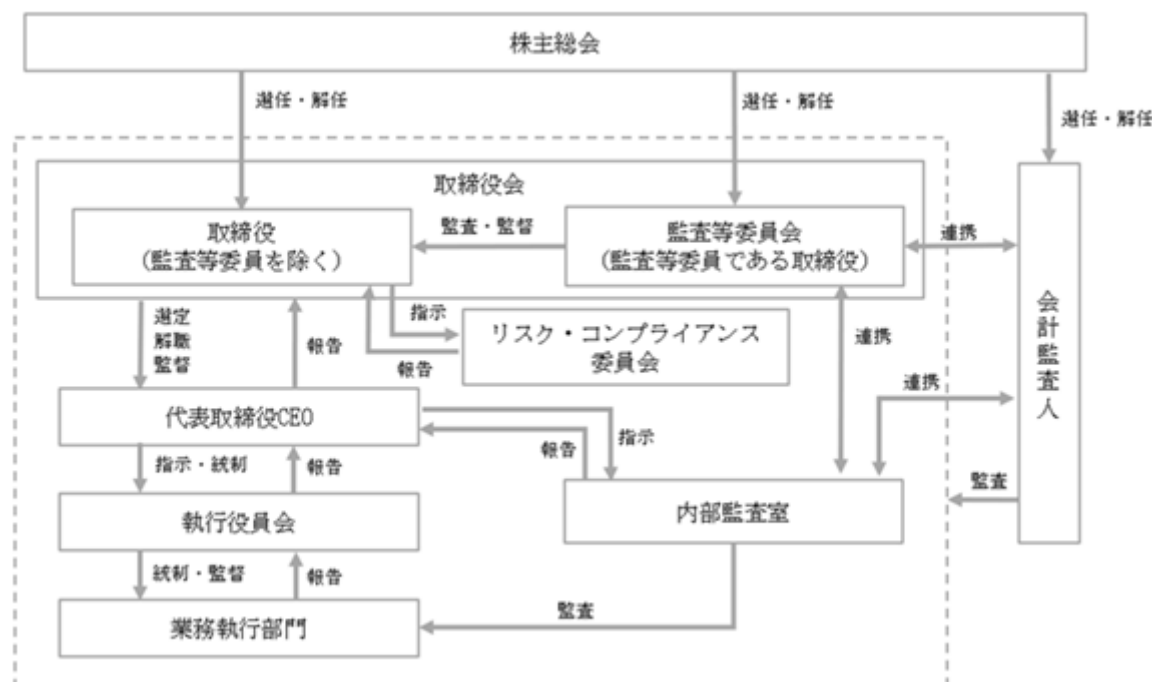 株主総会
選任・解任
選任・解任
選任・解任
取締役会
取締役
(監査等委員を除く)
監査・監督
監査等委員会
(監査等委員である取締役)
連携
会計監査人
選定
解職
監督
報告
指示
報告
リスク・コンプライアンス
委員会
連携
連携
代表取締役CEO
指示・統制
報告
報告
指示
監査
執行役員会
内部監査室
統制・監督
報告
監査
業務執行部門